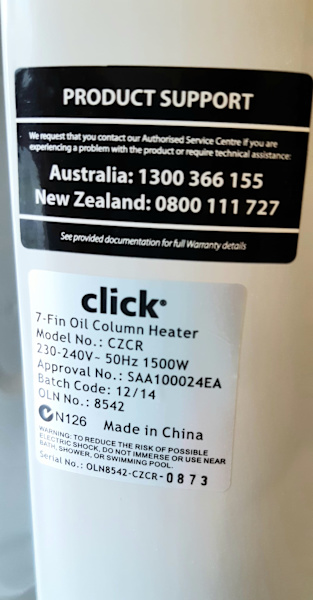 PRODUCT SUPPORT
We request that you contact our Authorised Service Centre if you are
experiencing a problem with the product or require technical assistance:
Australia: 1300 366 155
New Zealand: 0800 111 727
See provided documentation for full Warranty details
click
7-Fin Oil Column Heater
Model No.: CZCR
230-240V~ 50Hz 1500W
Approval No.: SAA100024EA
Batch Code: 12/14
OLN No.: 8542
N126 Made in China
WARNING: TO REDUCE THE RISK OF POSSIBLE
ELECTRIC SHOCK, DO NOT IMMERSE OR USE NEAR
BATH, SHOWER, OR SWIMMING POOL.
Serial No.: OLN8542-CZCR-0873